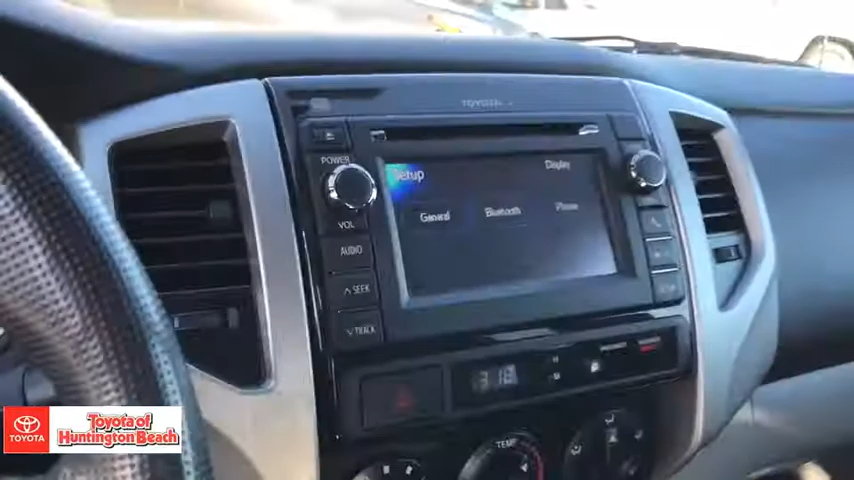 TOYOTA
POWER
Setup
Display
General
Bluetooth
Phone
VOL
AUDIO
SEEK
TRACK
TEMP
TOYOTA
Toyota of
Huntington Beach